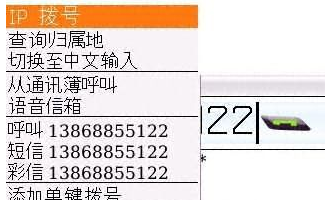 IP 拨号
查询归属地
切换至中文输入
从通讯簿呼叫
语音信箱
呼叫 13868855122
短信 13868855122
彩信 13868855122
添加单键拨号
22
*